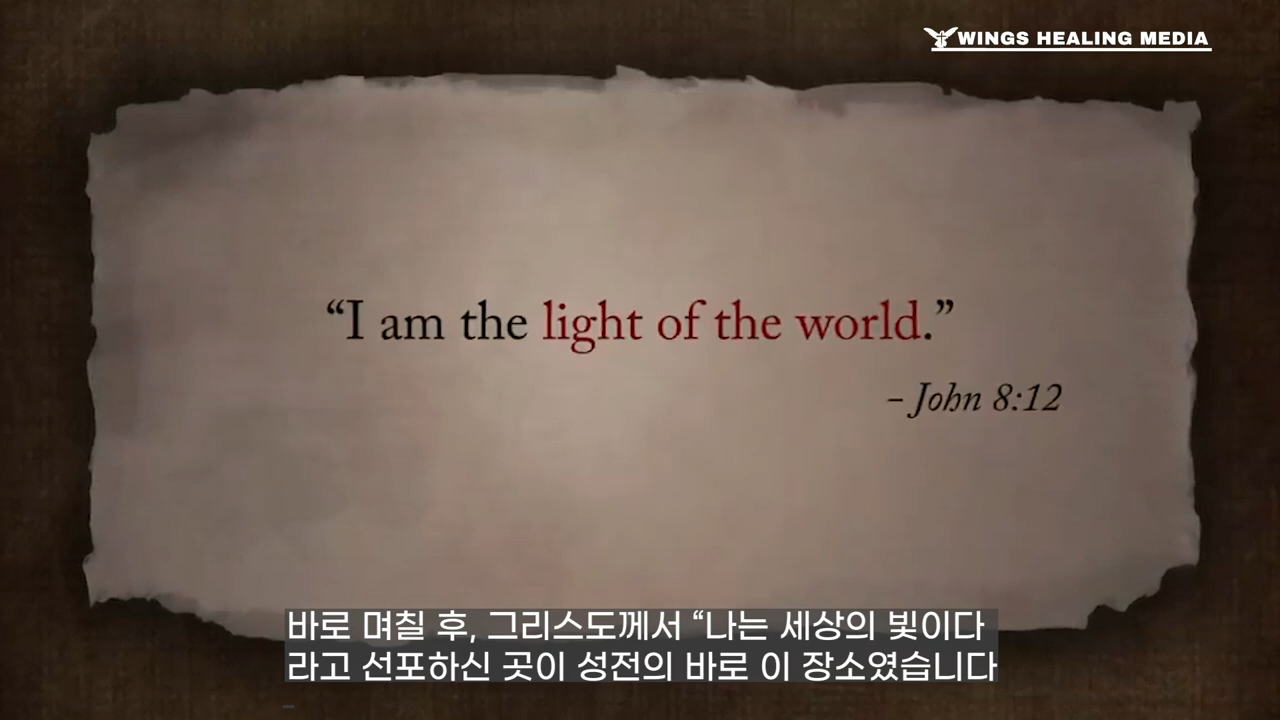 WINGS HEALING MEDIA
“I am the light of the world.”
– John 8:12
바로 며칠 후, 그리스도께서 “나는 세상의 빛이다
라고 선포하신 곳이 성전의 바로 이 장소였습니다